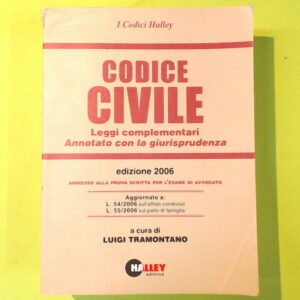 I Codici Halley
CODICE
CIVILE
Leggi complementari
Annotato con la giurisprudenza
edizione 2006
AMMESSO ALLA PROVA SCRITTA PER L'ESAME DI AVVOCATO
Aggiornato a:
L. 54/2006 sull'affido condiviso
L. 55/2006 sul patto di famiglia
a cura di
LUIGI TRAMONTANO
HALLEY
editrice